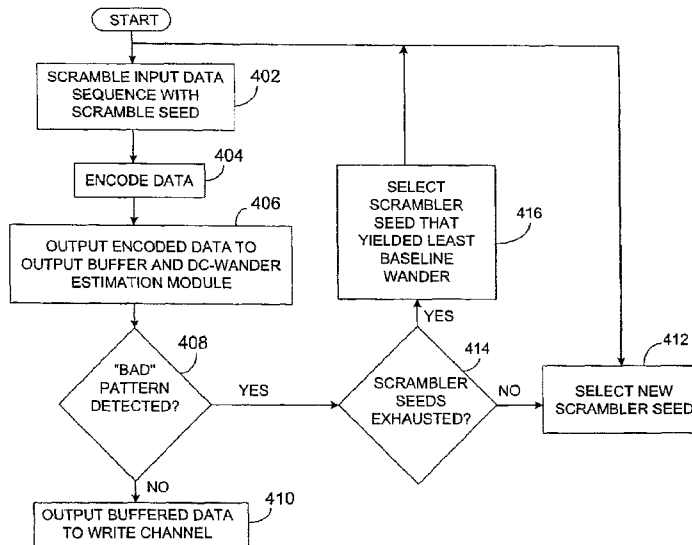 START
SCRAMBLE INPUT DATA
SEQUENCE WITH
SCRAMBLE SEED
402
404
ENCODE DATA
406
OUTPUT ENCODED DATA TO
OUTPUT BUFFER AND DC-WANDER
ESTIMATION MODULE
SELECT
SCRAMBLER
SEED THAT
YIELDED LEAST
BASELINE
WANDER
416
YES
408
"BAD"
PATTERN
DETECTED?
YES
414
SCRAMBLER
SEEDS
EXHAUSTED?
NO
412
SELECT NEW
SCRAMBLER SEED
NO
410
OUTPUT BUFFERED DATA
TO WRITE CHANNEL